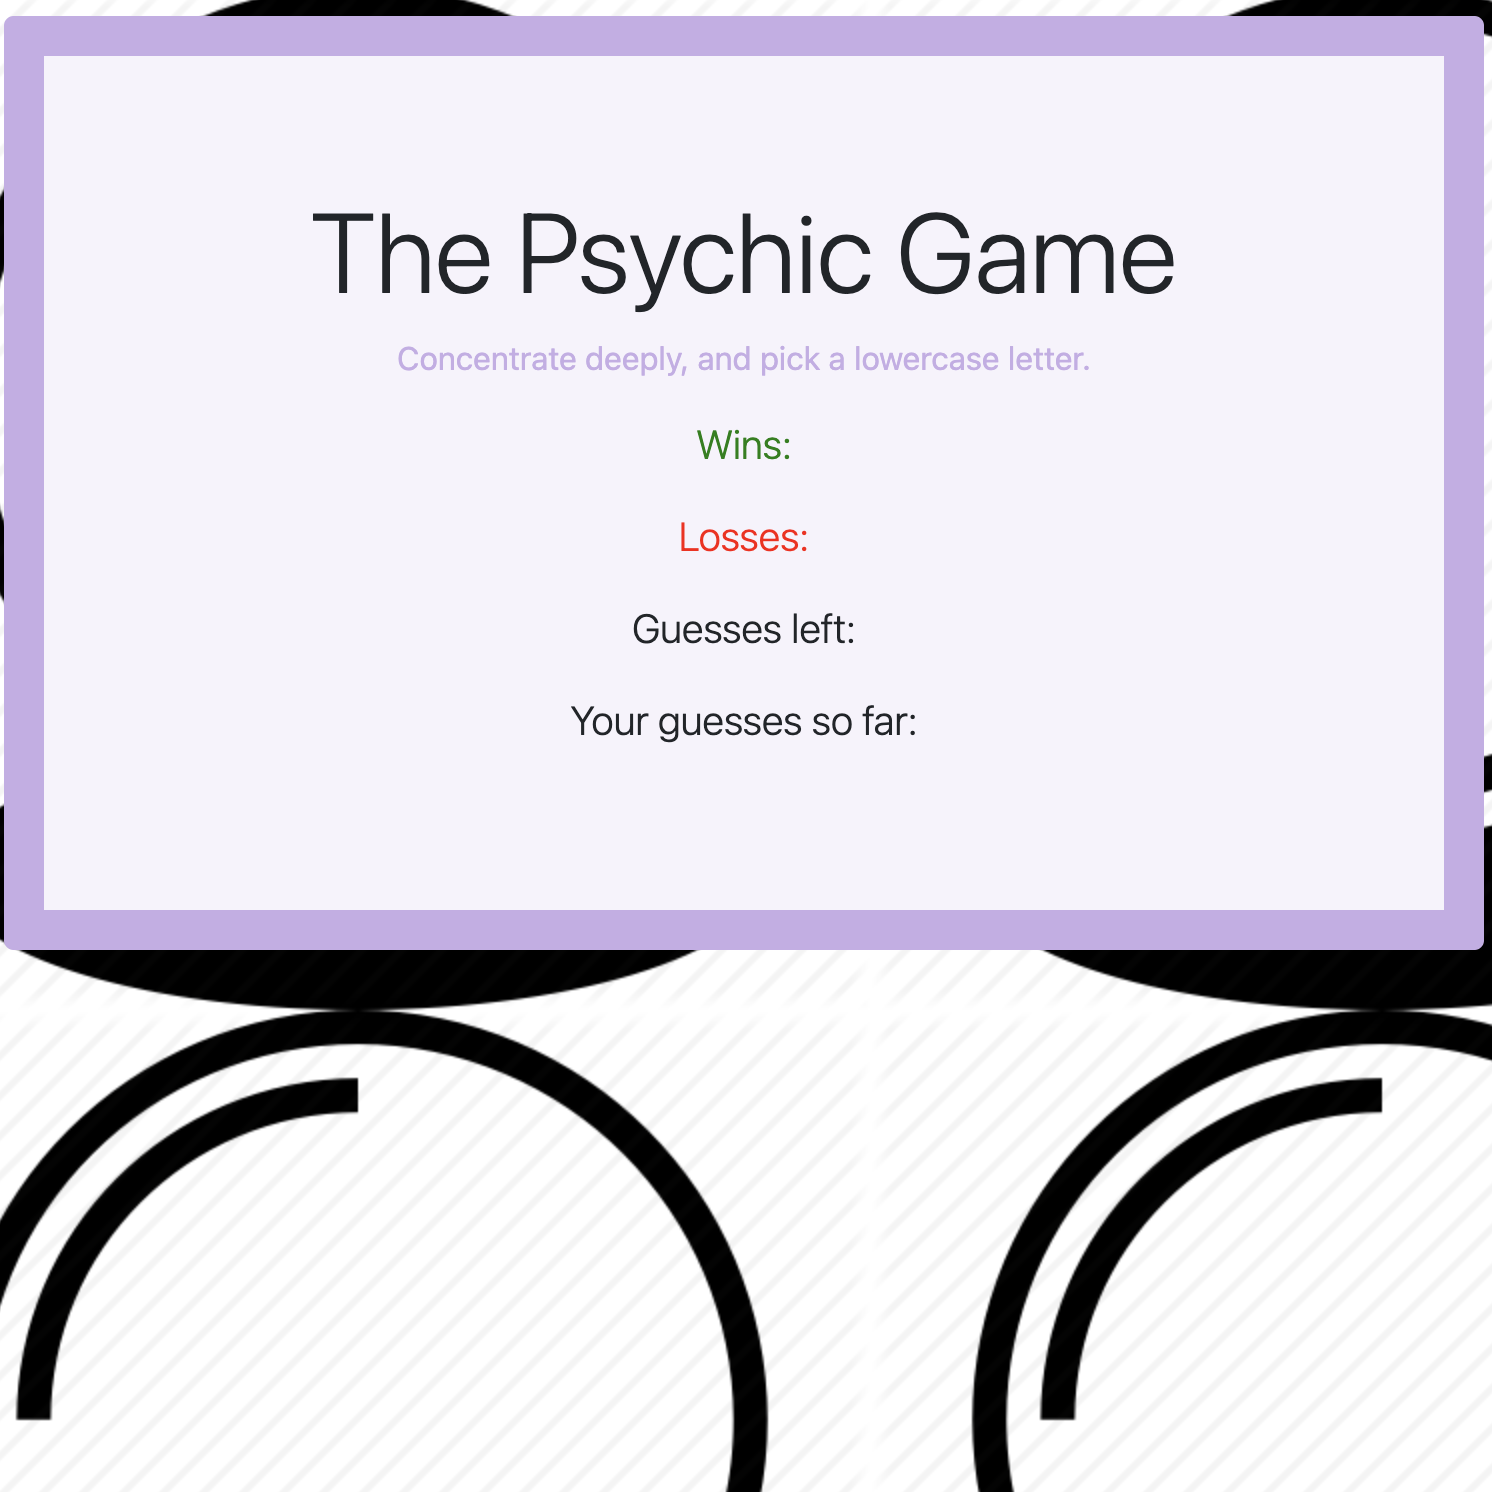 The Psychic Game
Concentrate deeply, and pick a lowercase letter.
Wins:
Losses:
Guesses left:
Your guesses so far: